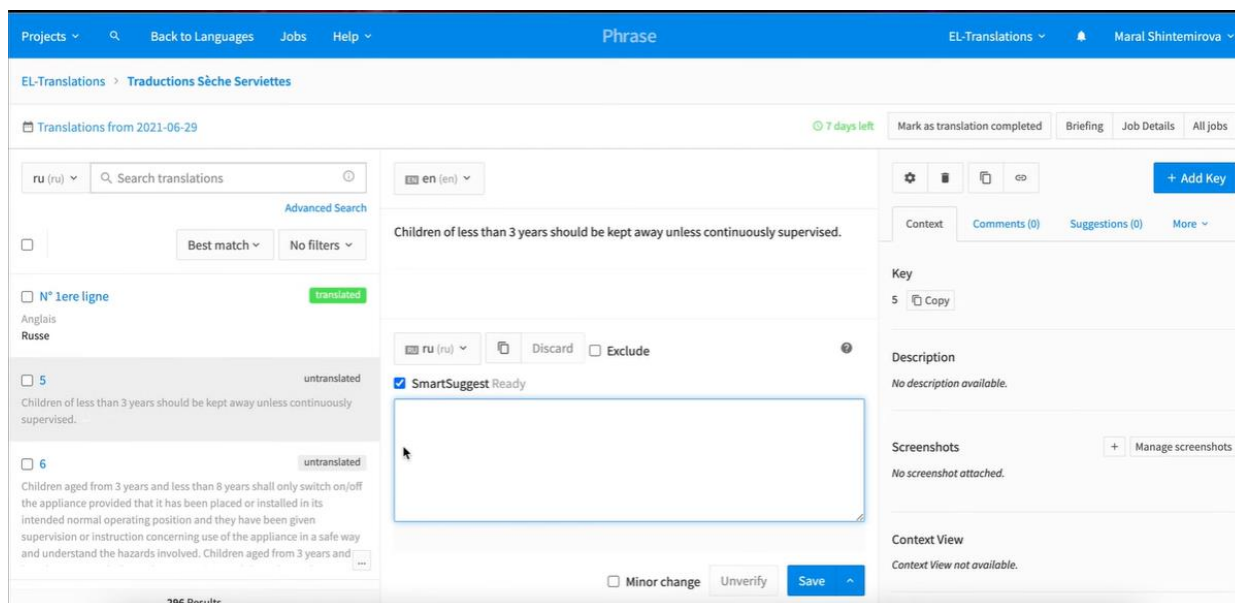 Projects Back to Languages Jobs Help Phrase EL-Translations Maral Shintemirova
EL-Translations > Traductions Sèche Serviettes
Translations from 2021-06-29 7 days left Mark as translation completed Briefing Job Details All jobs
ru (ru) Search translations
Advanced Search
Best match No filters
N° 1ere ligne translated
Anglais
Russe
5 untranslated
Children of less than 3 years should be kept away unless continuously
supervised.
6 untranslated
Children aged from 3 years and less than 8 years shall only switch on/off
the appliance provided that it has been placed or installed in its
intended normal operating position and they have been given
supervision or instruction concerning use of the appliance in a safe way
and understand the hazards involved. Children aged from 3 years and
...
296 Results
EN en (en)
Children of less than 3 years should be kept away unless continuously supervised.
ru (ru) Discard Exclude
SmartSuggest Ready
Minor change Unverify Save
+ Add Key
Context Comments (0) Suggestions (0) More
Key
5 Copy
Description
No description available.
Screenshots + Manage screenshots
No screenshot attached.
Context View
Context View not available.